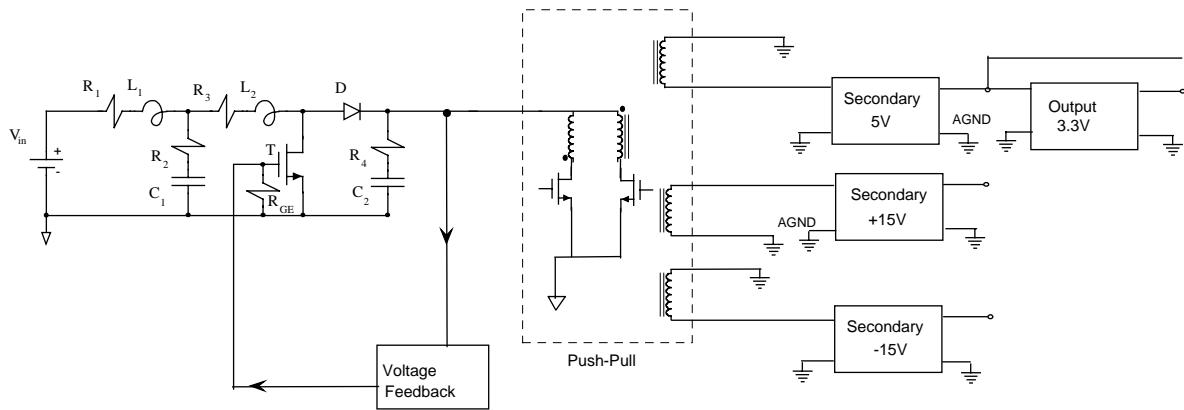 R1
L1
R3
L2
D
Vin
+
-
R2
C1
T
RGE
R4
C2
Voltage
Feedback
Push-Pull
Secondary
5V
AGND
Output
3.3V
AGND
Secondary
+15V
Secondary
-15V